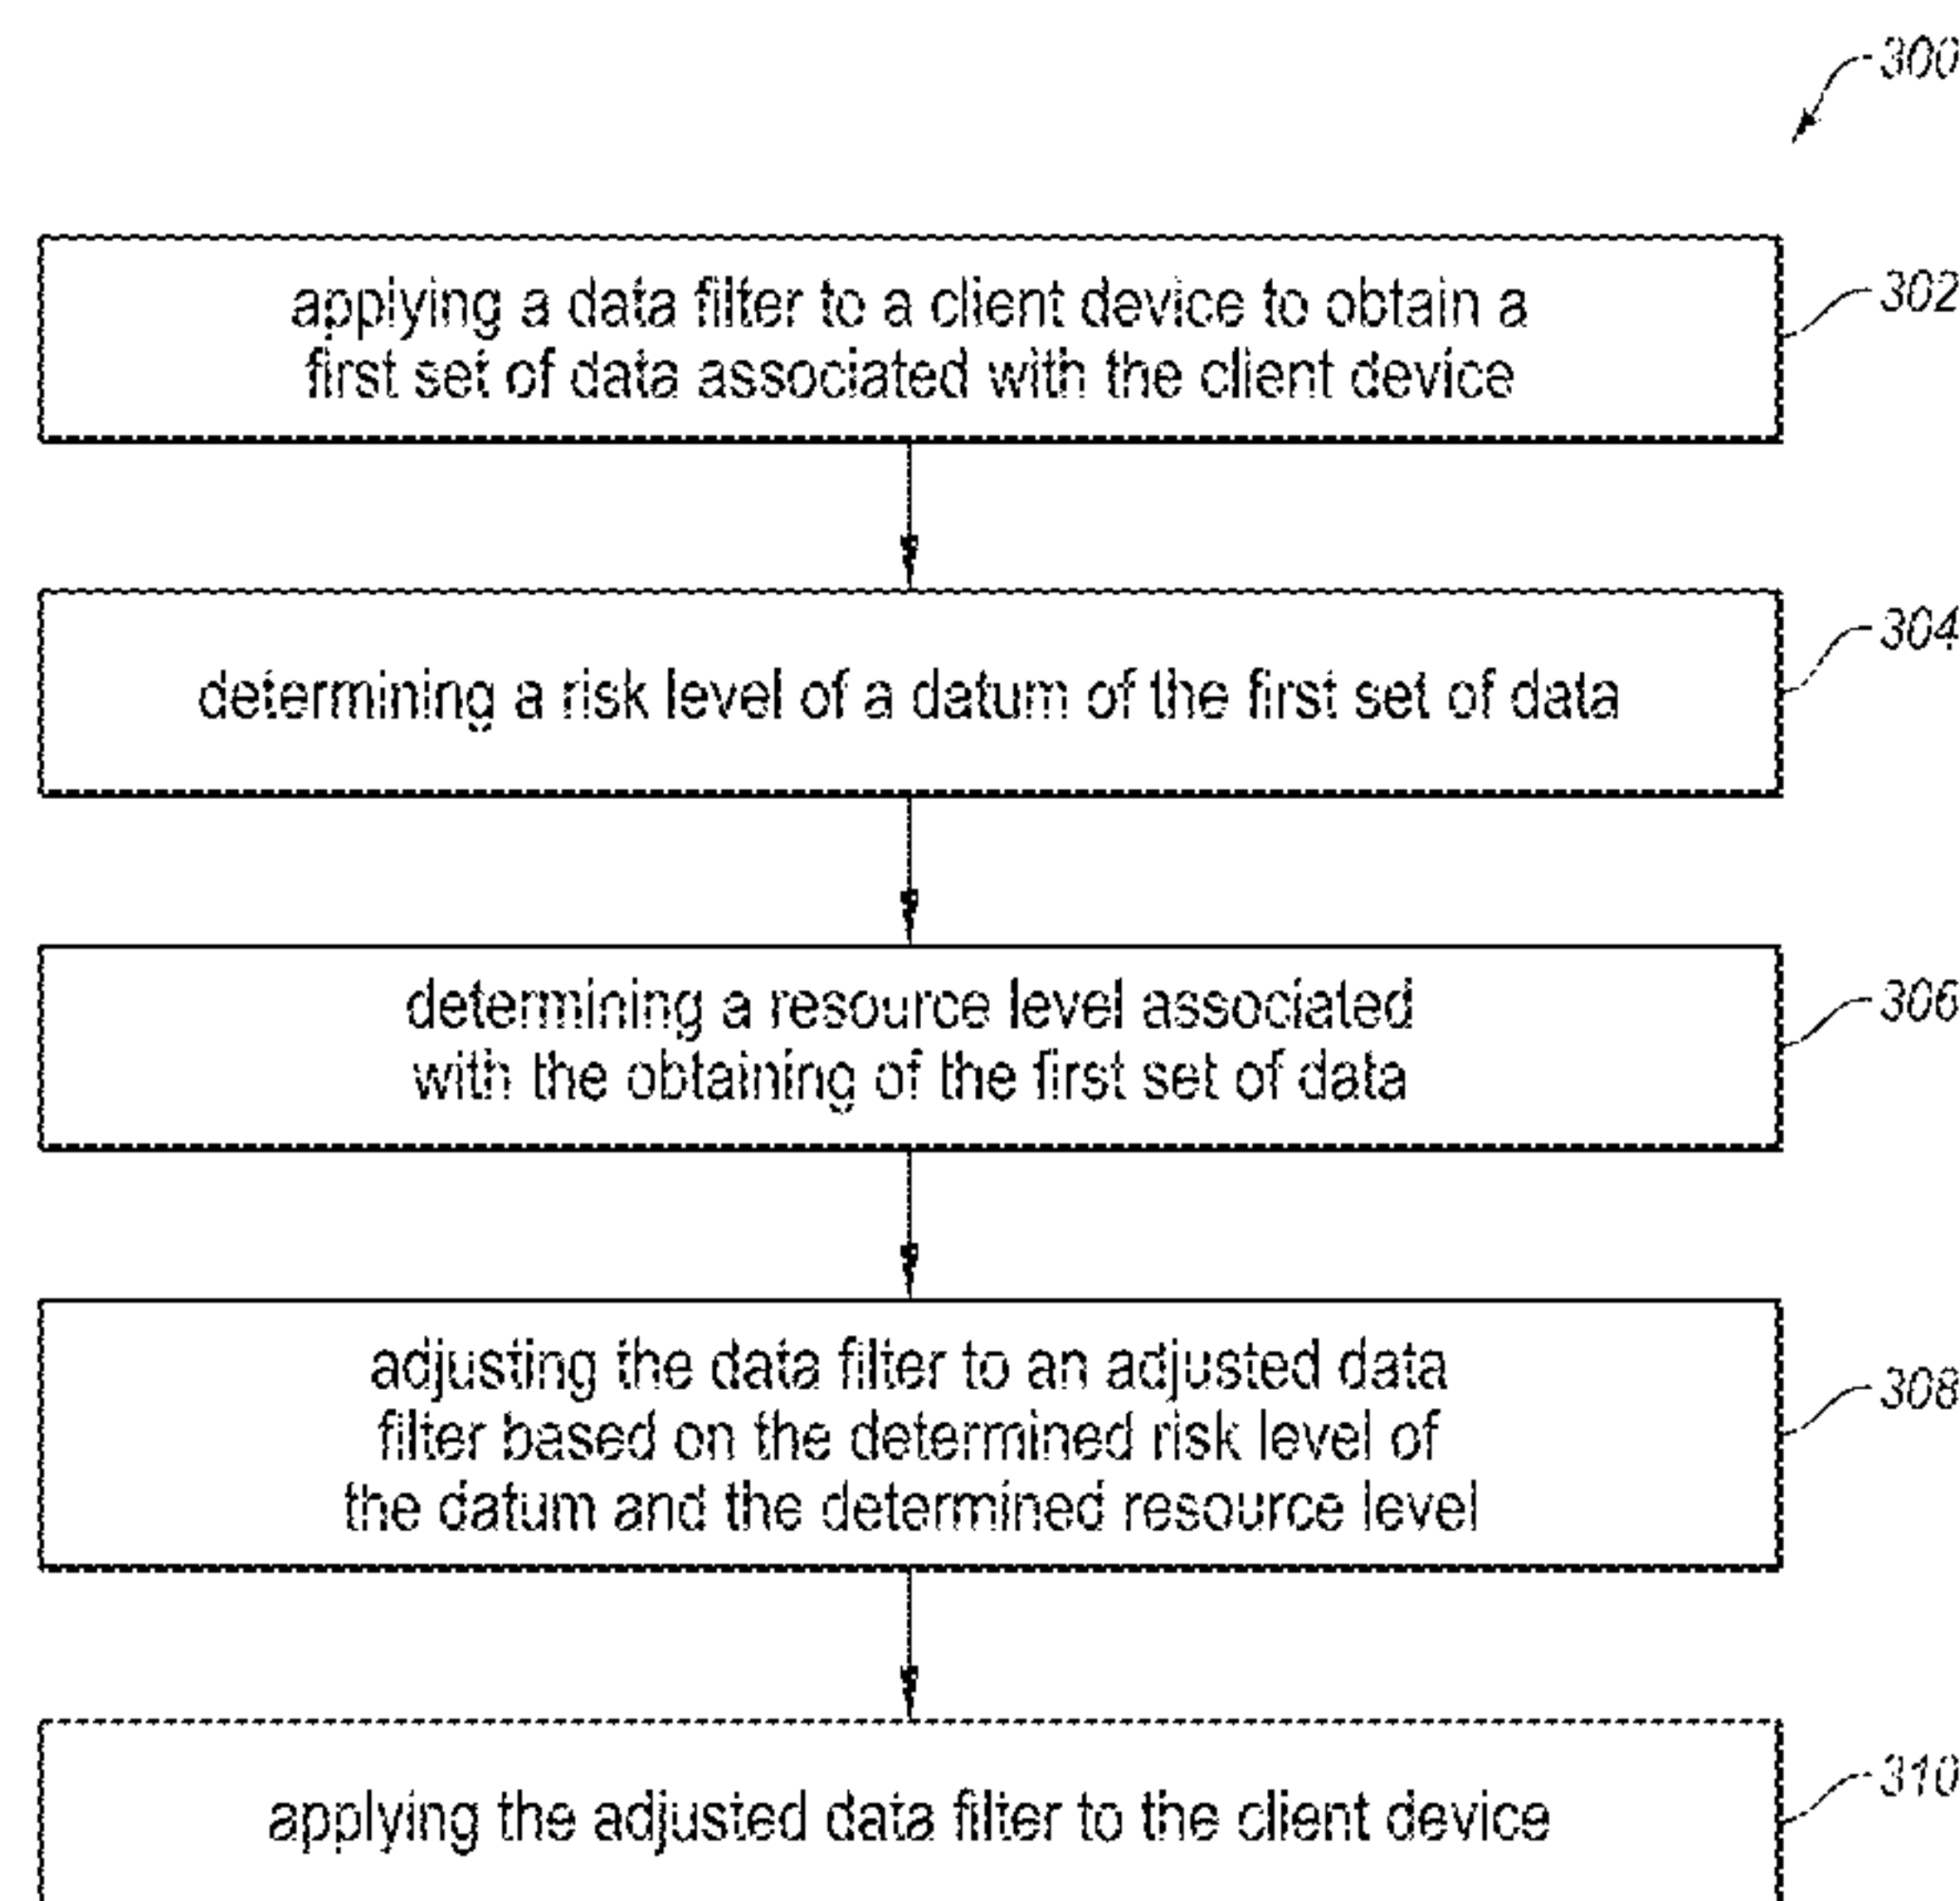 300
applying a data filter to a client device to obtain a
first set of data associated with the client device
302
determining a risk level of a datum of the first set of data
304
determining a resource level associated
with the obtaining of the first set of data
306
adjusting the data filter to an adjusted data
filter based on the determined risk level of
the datum and the determined resource level
308
applying the adjusted data filter to the client device
310